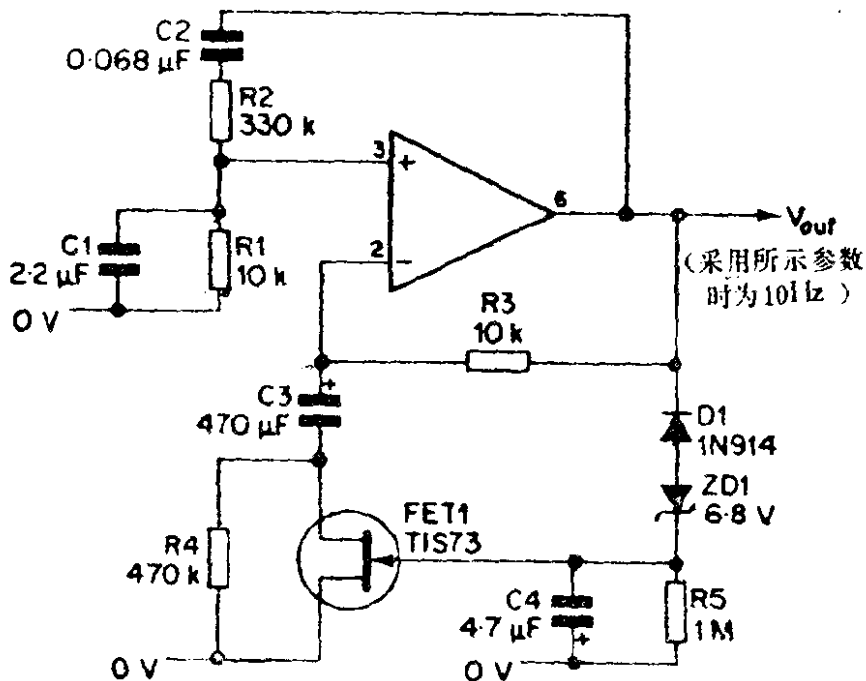 C2
0·068 µF
R2
330 k
3
+
6
Vout
(采用所示参数
时为10Hz )
C1
2·2 µF
R1
10 k
2
−
0 V
R3
10 k
C3
+
470 µF
D1
1N914
ZD1
6·8 V
FET1
TIS73
R4
470 k
C4
4·7 µF
+
R5
1 M
0 V
0 V